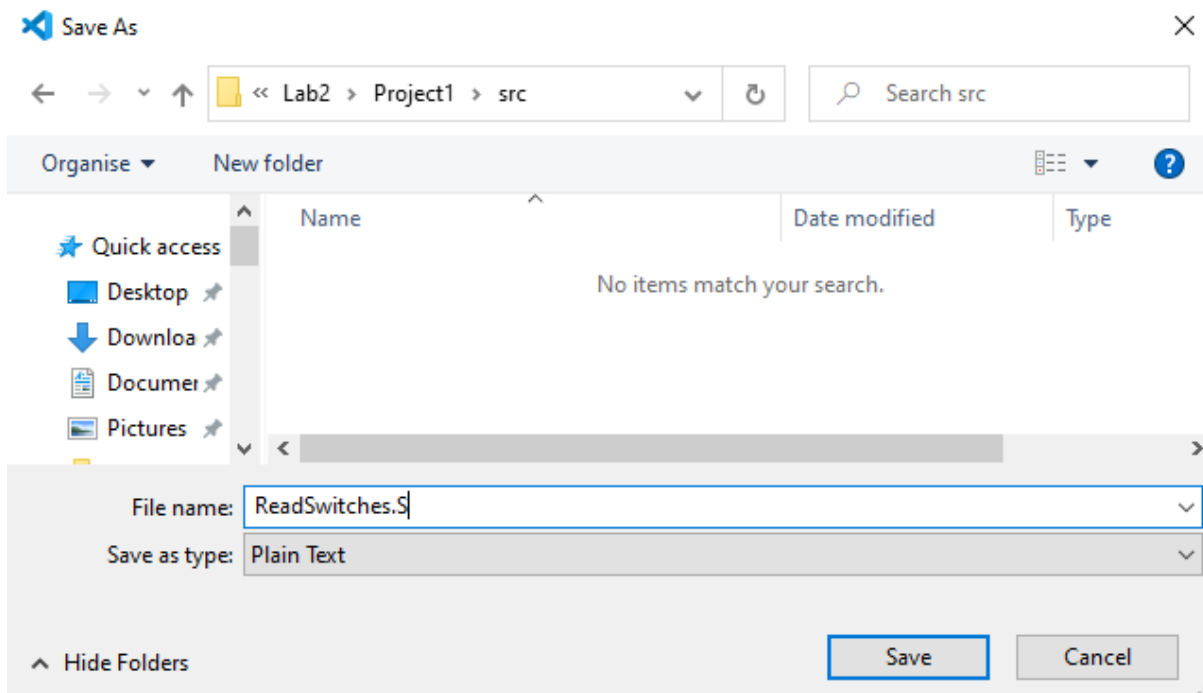 Save As
« Lab2 › Project1 › src
Search src
Organise
New folder
?
Name
Date modified
Type
Quick access
Desktop
Downloa
Documer
Pictures
No items match your search.
File name: ReadSwitches.S
Save as type: Plain Text
Hide Folders
Save
Cancel